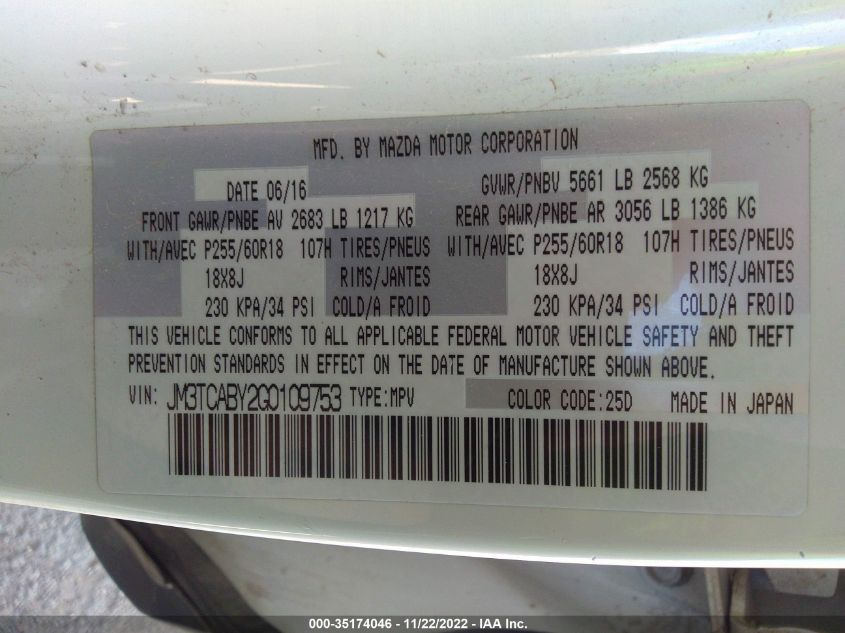 MFD. BY MAZDA MOTOR CORPORATION
DATE 06/16 GVWR/PNBV 5661 LB 2568 KG
FRONT GAWR/PNBE AV 2683 LB 1217 KG REAR GAWR/PNBE AR 3056 LB 1386 KG
WITH/AVEC P255/60R18 107H TIRES/PNEUS WITH/AVEC P255/60R18 107H TIRES/PNEUS
18X8J RIMS/JANTES 18X8J RIMS/JANTES
230 KPA/34 PSI COLD/A FROID 230 KPA/34 PSI COLD/A FROID
THIS VEHICLE CONFORMS TO ALL APPLICABLE FEDERAL MOTOR VEHICLE SAFETY AND THEFT
PREVENTION STANDARDS IN EFFECT ON THE DATE OF MANUFACTURE SHOWN ABOVE.
VIN: JM3TCABY2G0109753 TYPE:MPV COLOR CODE:25D MADE IN JAPAN
000-35174046 - 11/22/2022 - IAA Inc.